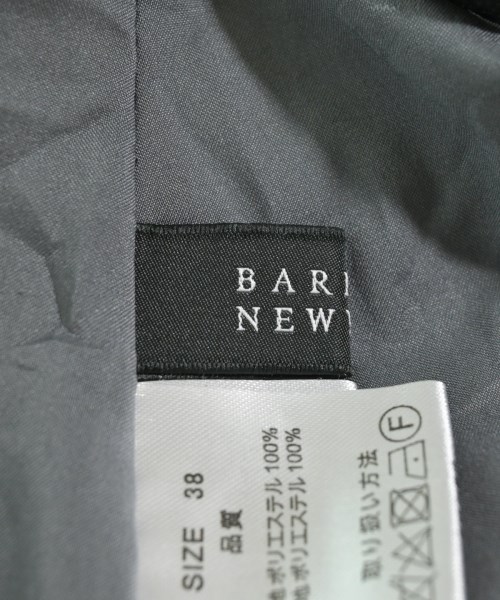 BAR
NEW
SIZE 38
品質
地 ポリエステル 100%
地 ポリエステル 100%
取り扱い方法
F